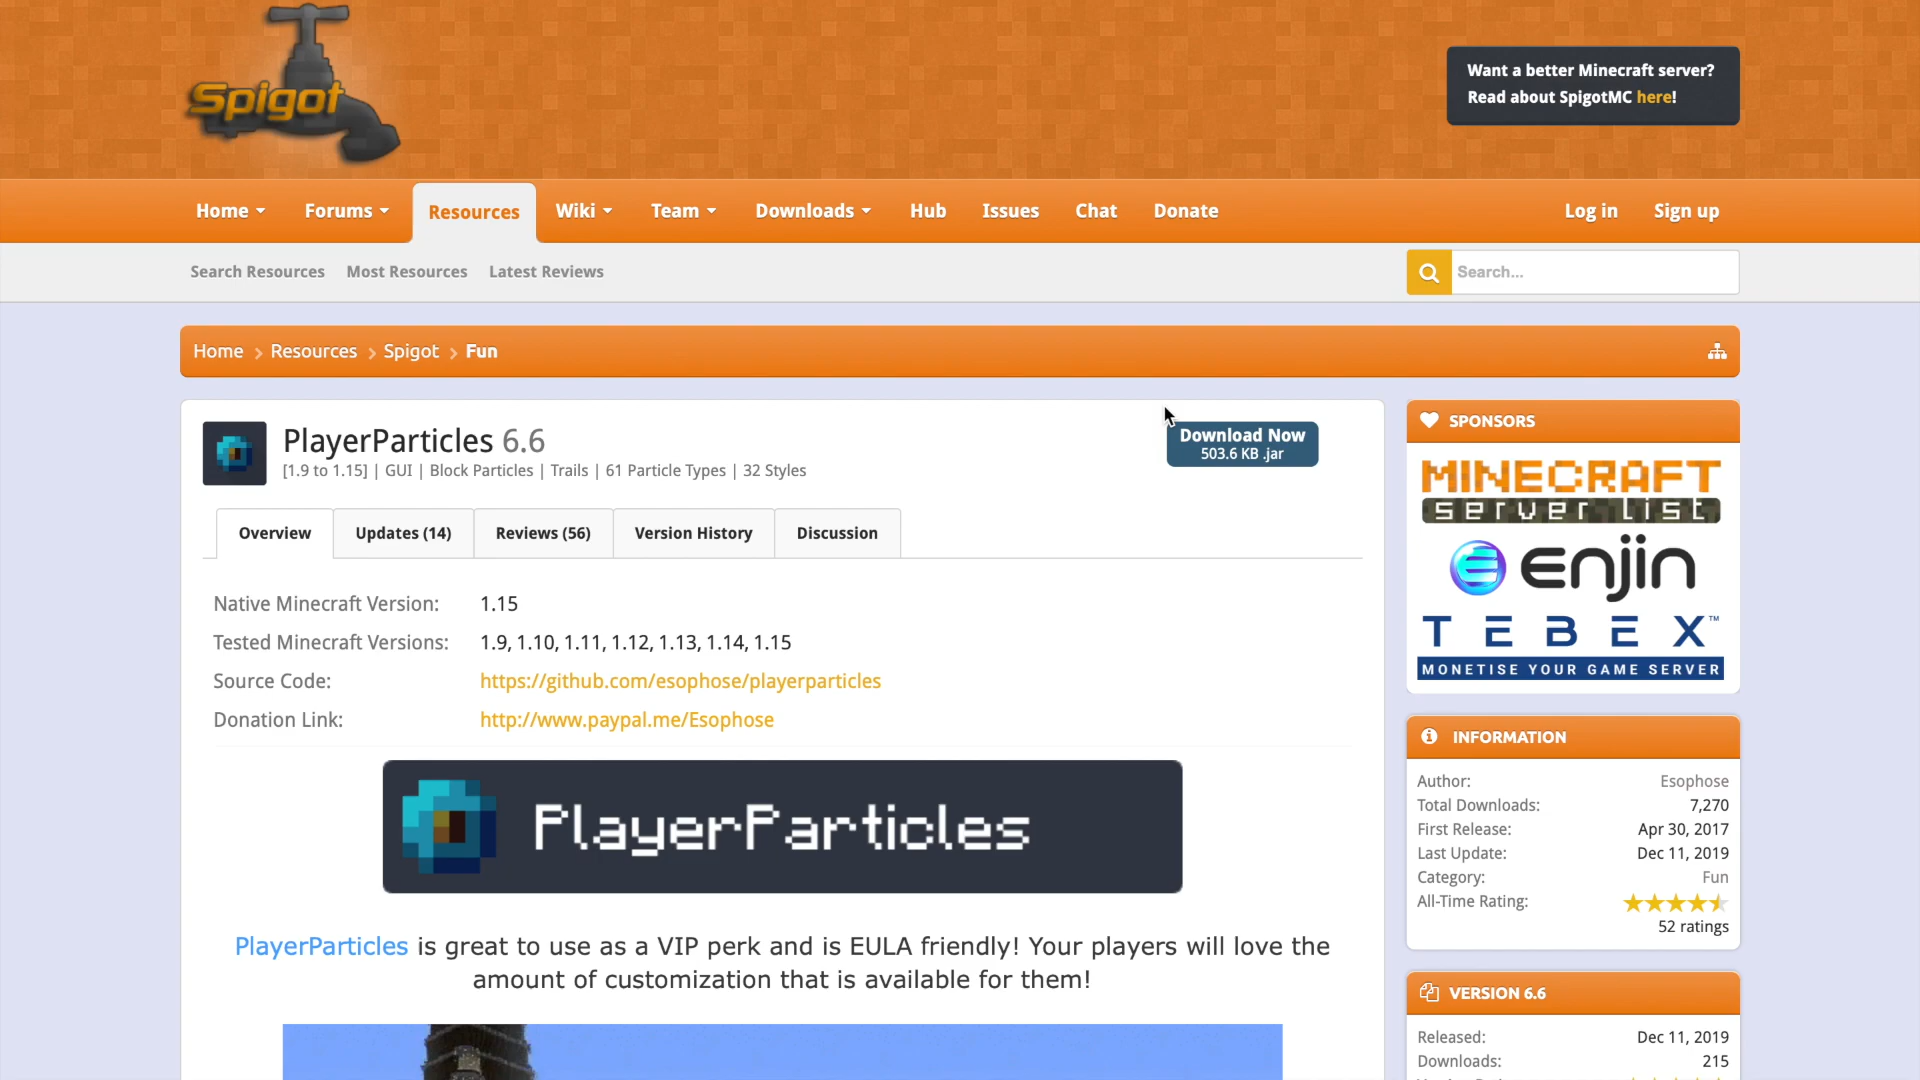 Spigot
Want a better Minecraft server?
Read about SpigotMC here!
Home
Forums
Resources
Wiki
Team
Downloads
Hub
Issues
Chat
Donate
Log in
Sign up
Search Resources
Most Resources
Latest Reviews
Search...
Home
Resources
Spigot
Fun
PlayerParticles 6.6
[1.9 to 1.15] | GUI | Block Particles | Trails | 61 Particle Types | 32 Styles
Download Now
503.6 KB .jar
Overview
Updates (14)
Reviews (56)
Version History
Discussion
Native Minecraft Version: 1.15
Tested Minecraft Versions: 1.9, 1.10, 1.11, 1.12, 1.13, 1.14, 1.15
Source Code: https://github.com/esophose/playerparticles
Donation Link: http://www.paypal.me/Esophose
PlayerParticles
PlayerParticles is great to use as a VIP perk and is EULA friendly! Your players will love the
amount of customization that is available for them!
SPONSORS
MINECRAFT
server list
enjin
TEBEX™
MONETISE YOUR GAME SERVER
INFORMATION
Author: Esophose
Total Downloads: 7,270
First Release: Apr 30, 2017
Last Update: Dec 11, 2019
Category: Fun
All-Time Rating:
52 ratings
VERSION 6.6
Released: Dec 11, 2019
Downloads: 215